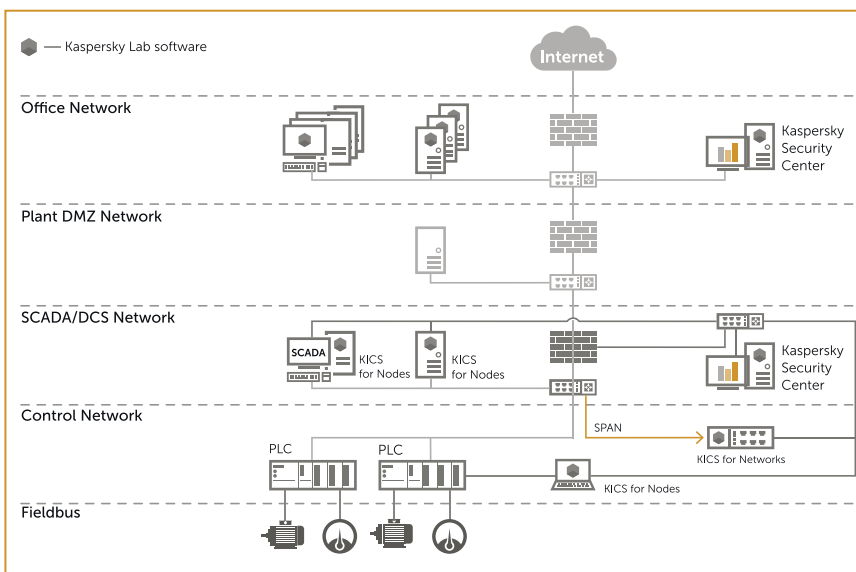 — Kaspersky Lab software
Internet
Office Network
Kaspersky
Security
Center
Plant DMZ Network
SCADA/DCS Network
SCADA
KICS
for Nodes
KICS
for Nodes
Kaspersky
Security
Center
Control Network
SPAN
KICS for Networks
PLC
PLC
KICS for Nodes
Fieldbus